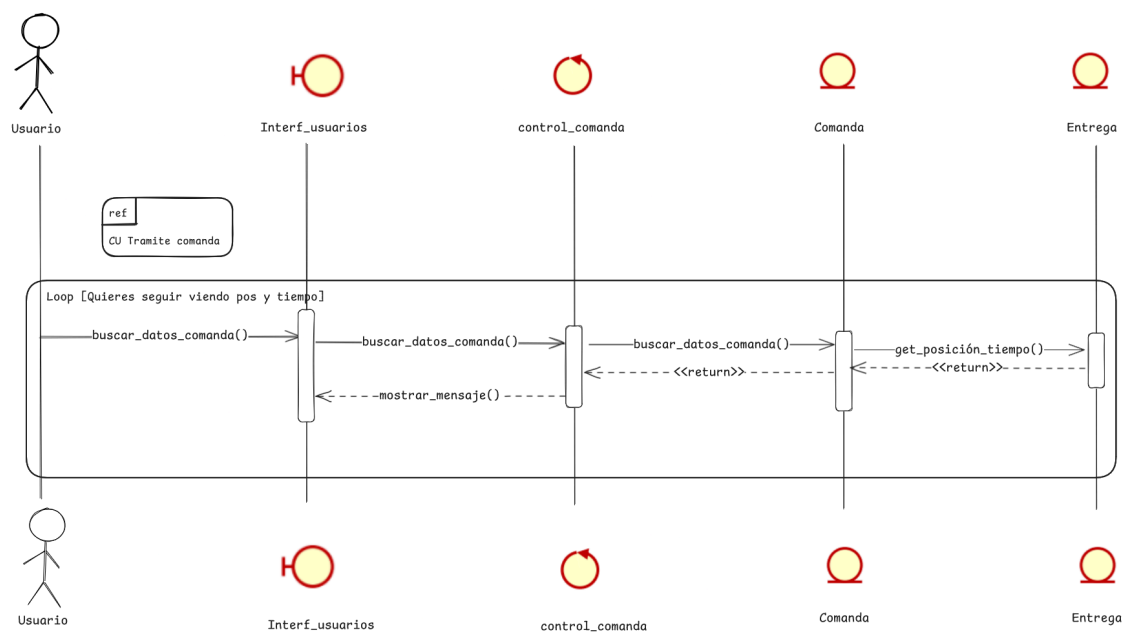 Usuario
Interf_usuarios
control_comanda
Comanda
Entrega
ref
CU Tramite comanda
Loop [Quieres seguir viendo pos y tiempo]
buscar_datos_comanda()
buscar_datos_comanda()
buscar_datos_comanda()
get_posición_tiempo()
<<return>>
<<return>>
mostrar_mensaje()
Usuario
Interf_usuarios
control_comanda
Comanda
Entrega